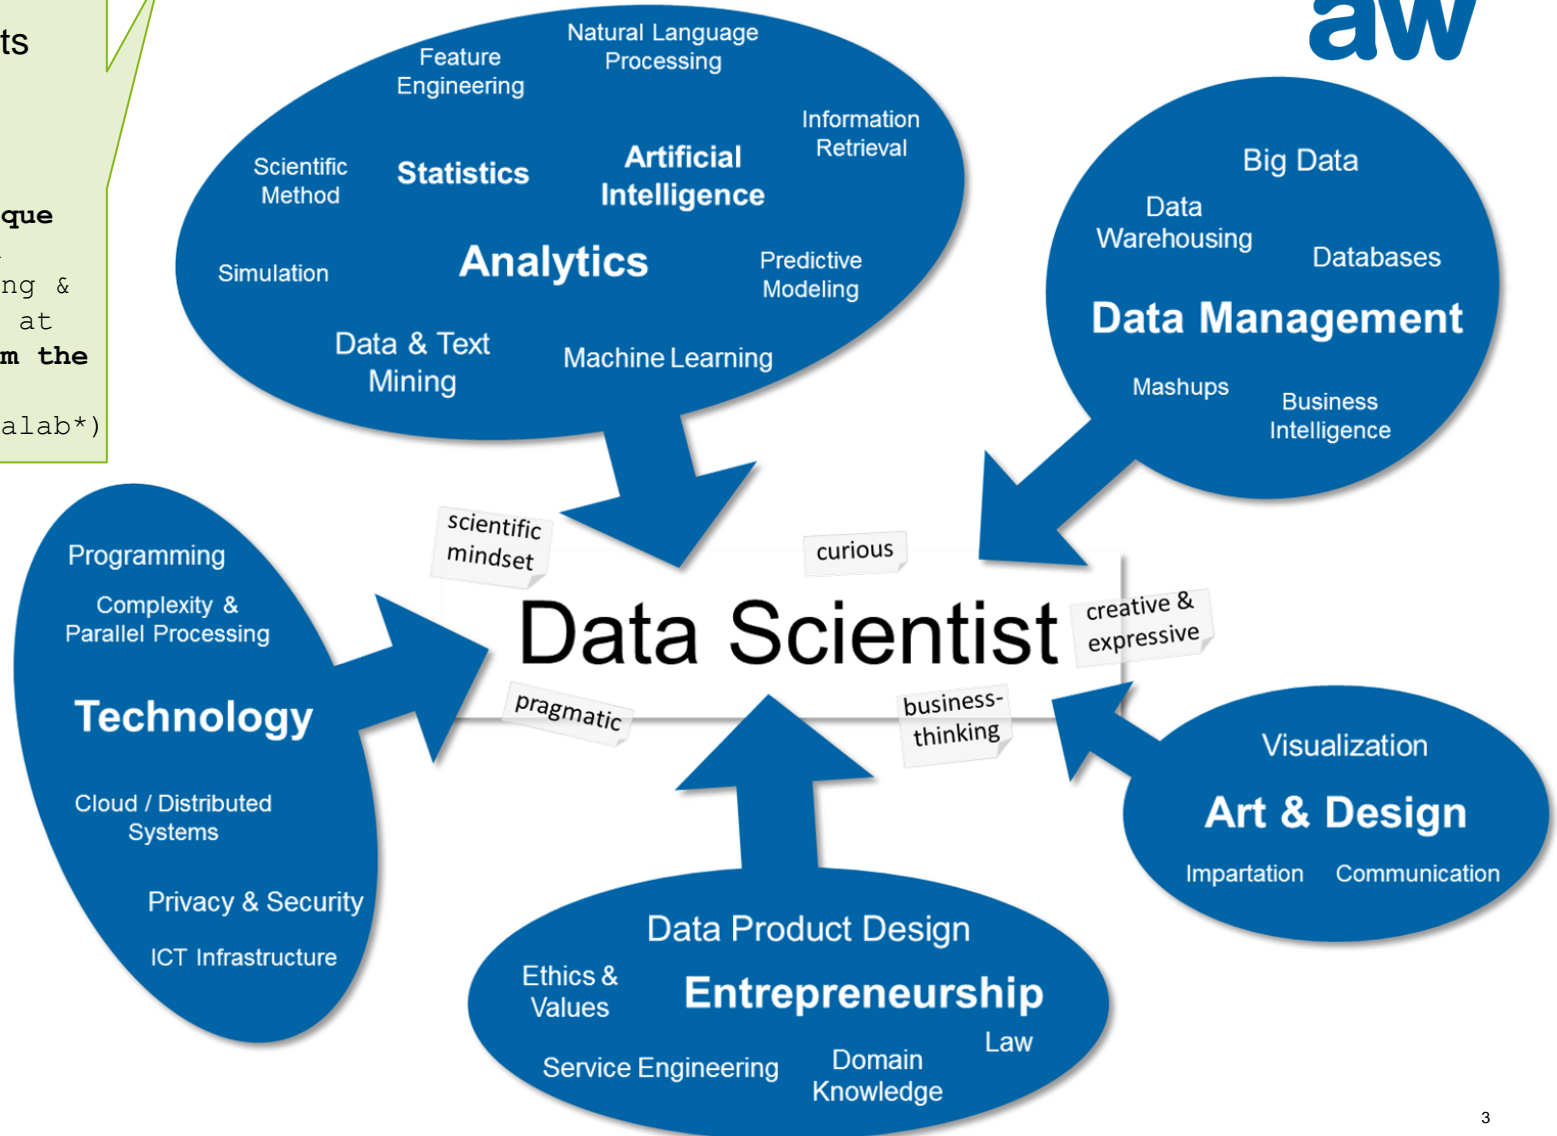 ts
que
ng &
at
m the
alab*)
aw
Natural Language
Processing
Feature
Engineering
Information
Retrieval
Scientific
Method
Statistics
Artificial
Intelligence
Simulation
Analytics
Predictive
Modeling
Data & Text
Mining
Machine Learning
Big Data
Data
Warehousing
Databases
Data Management
Mashups
Business
Intelligence
scientific
mindset
curious
Data Scientist
creative &
expressive
pragmatic
business-
thinking
Programming
Complexity &
Parallel Processing
Technology
Cloud / Distributed
Systems
Privacy & Security
ICT Infrastructure
Visualization
Art & Design
Impartation
Communication
Data Product Design
Ethics &
Values
Entrepreneurship
Law
Service Engineering
Domain
Knowledge
3